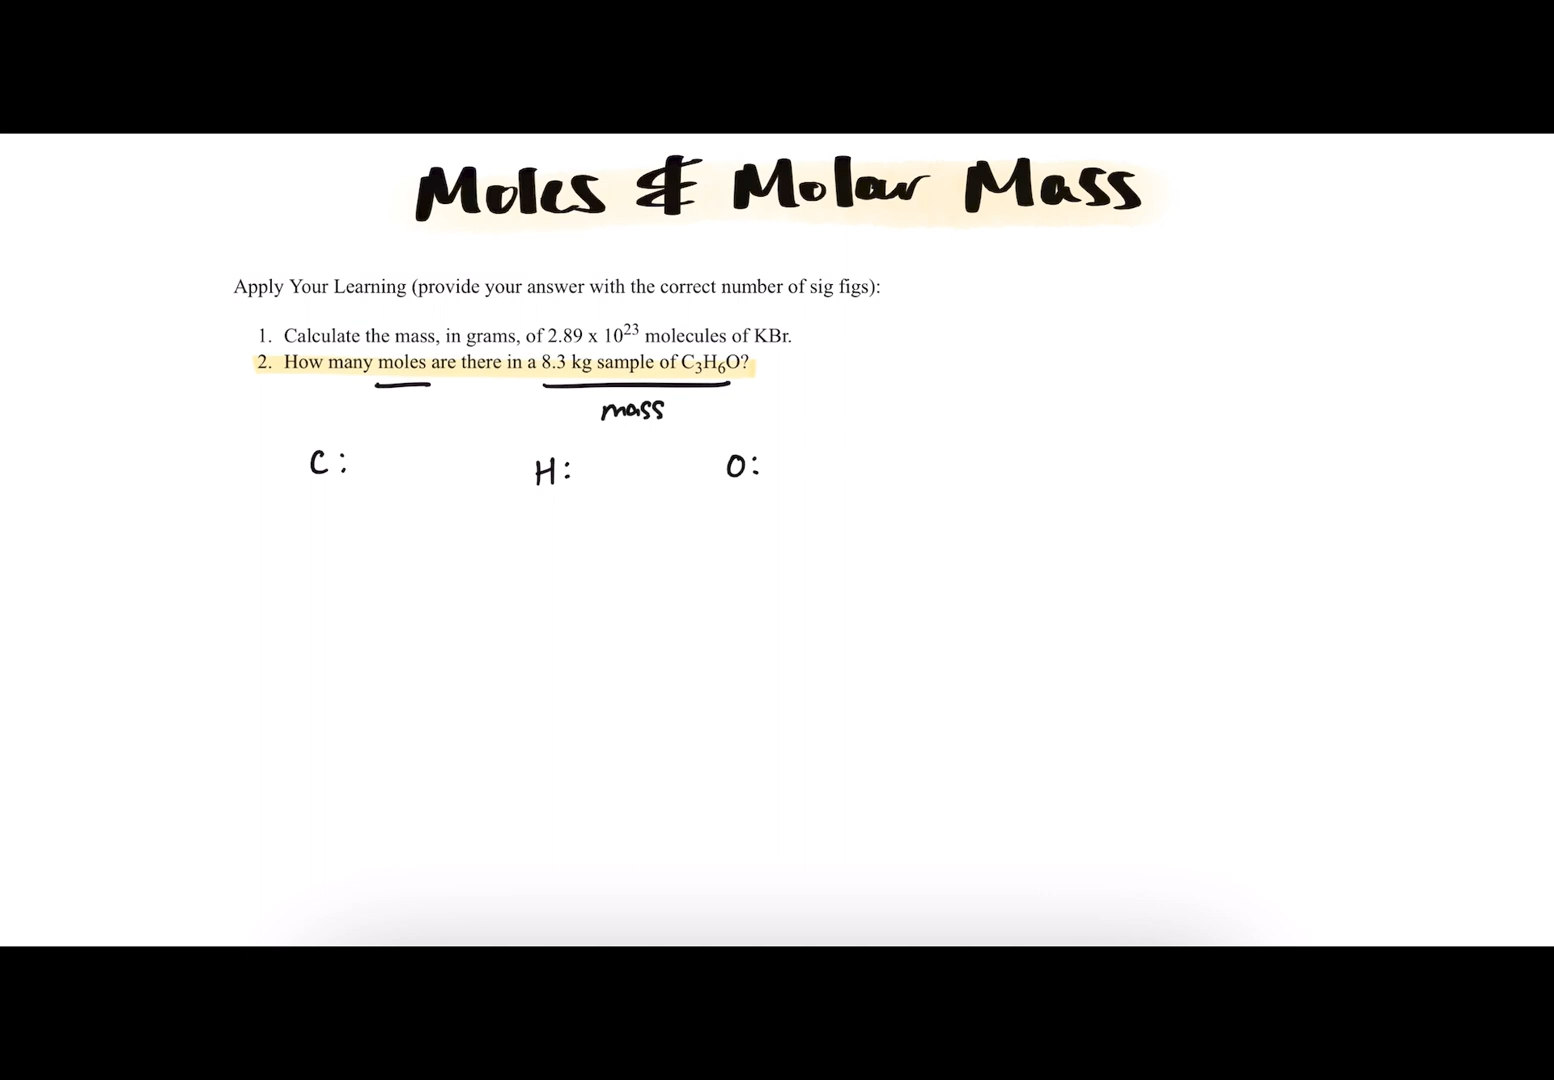 Moles & Molar Mass
Apply Your Learning (provide your answer with the correct number of sig figs):
1. Calculate the mass, in grams, of 2.89 x 10²³ molecules of KBr.
2. How many moles are there in a 8.3 kg sample of C₃H₆O?
mass
C: H: O: